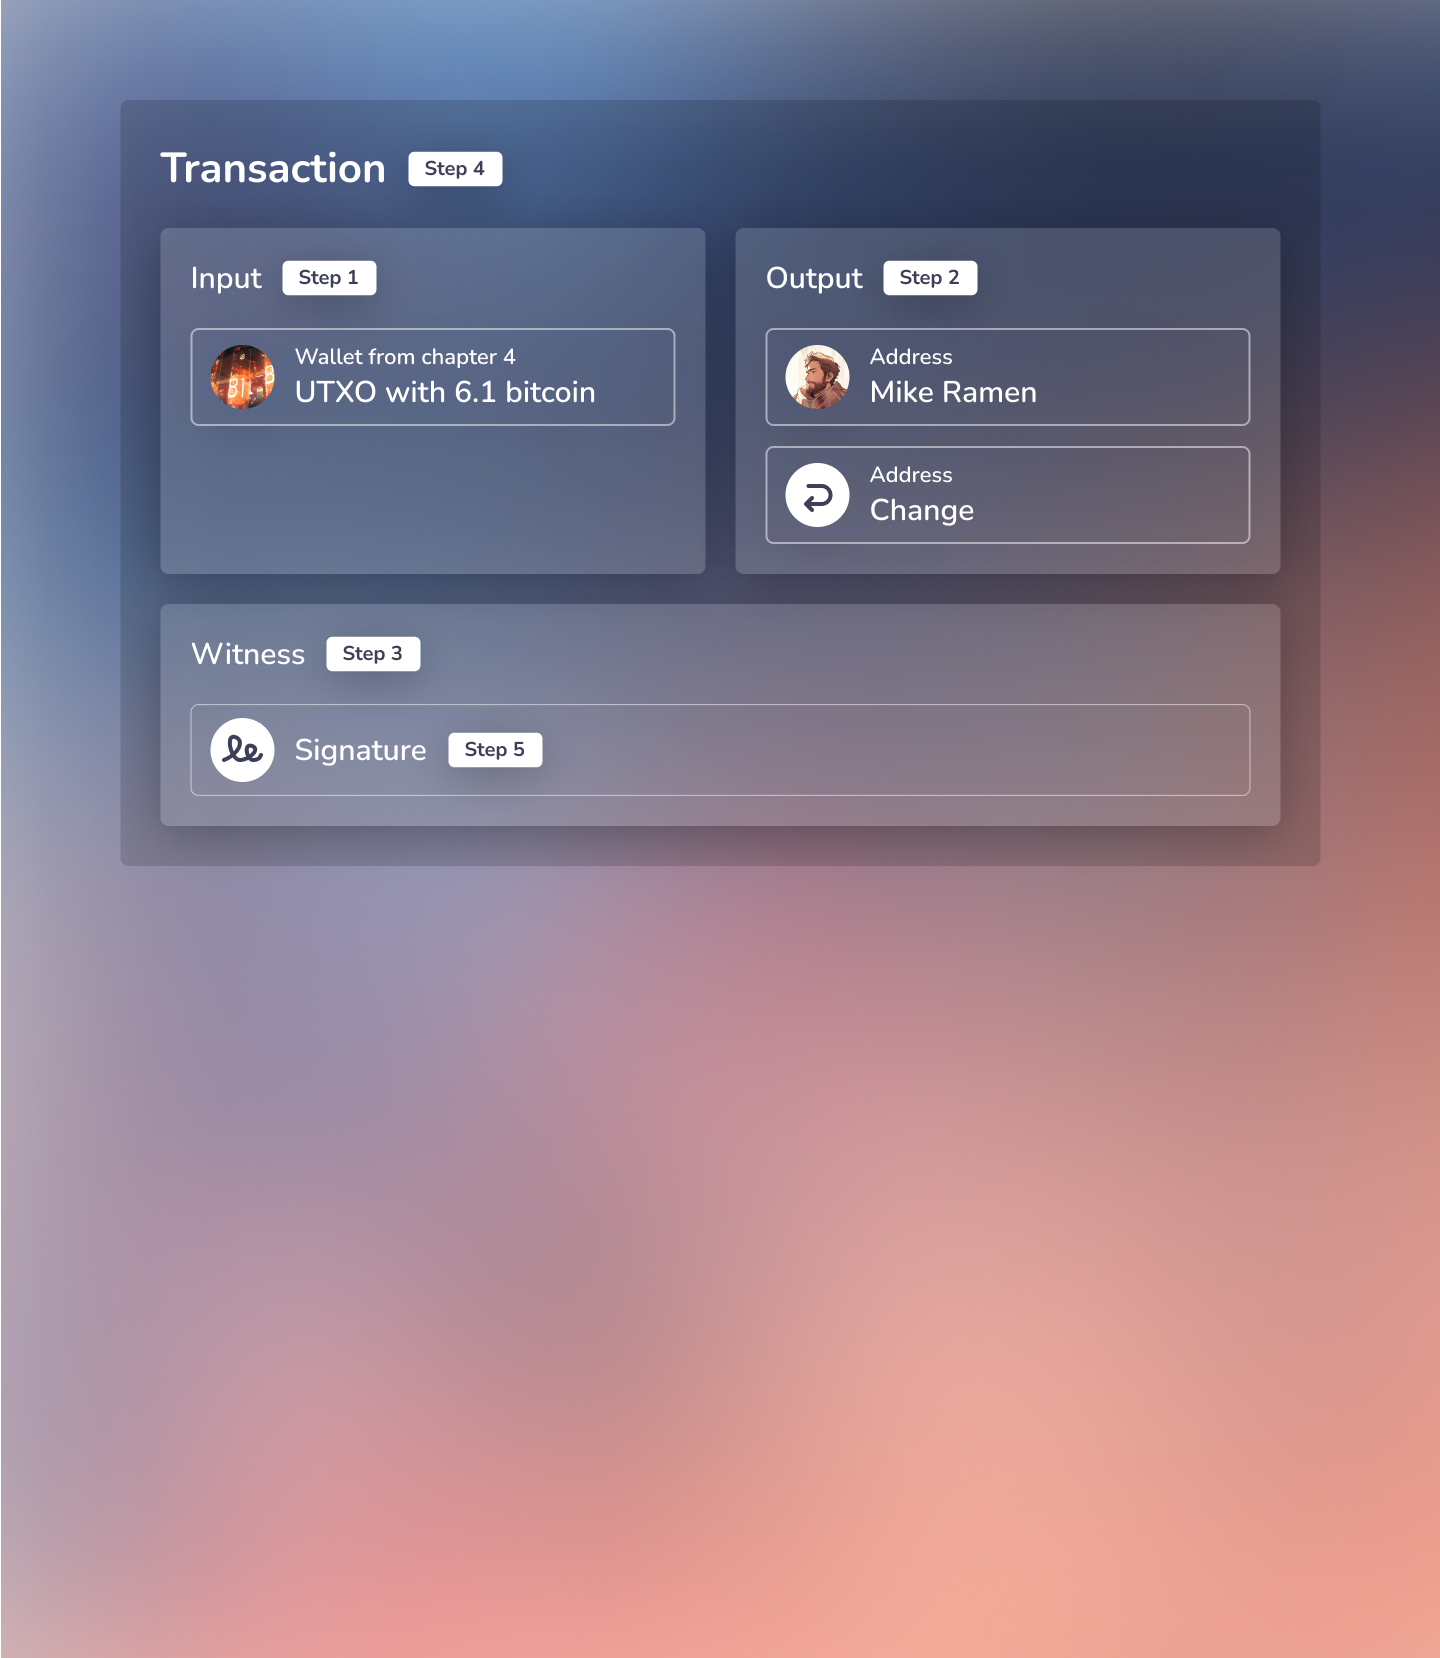 Transaction Step 4
Input Step 1
Wallet from chapter 4
UTXO with 6.1 bitcoin
Output Step 2
Address
Mike Ramen
Address
Change
Witness Step 3
Signature Step 5